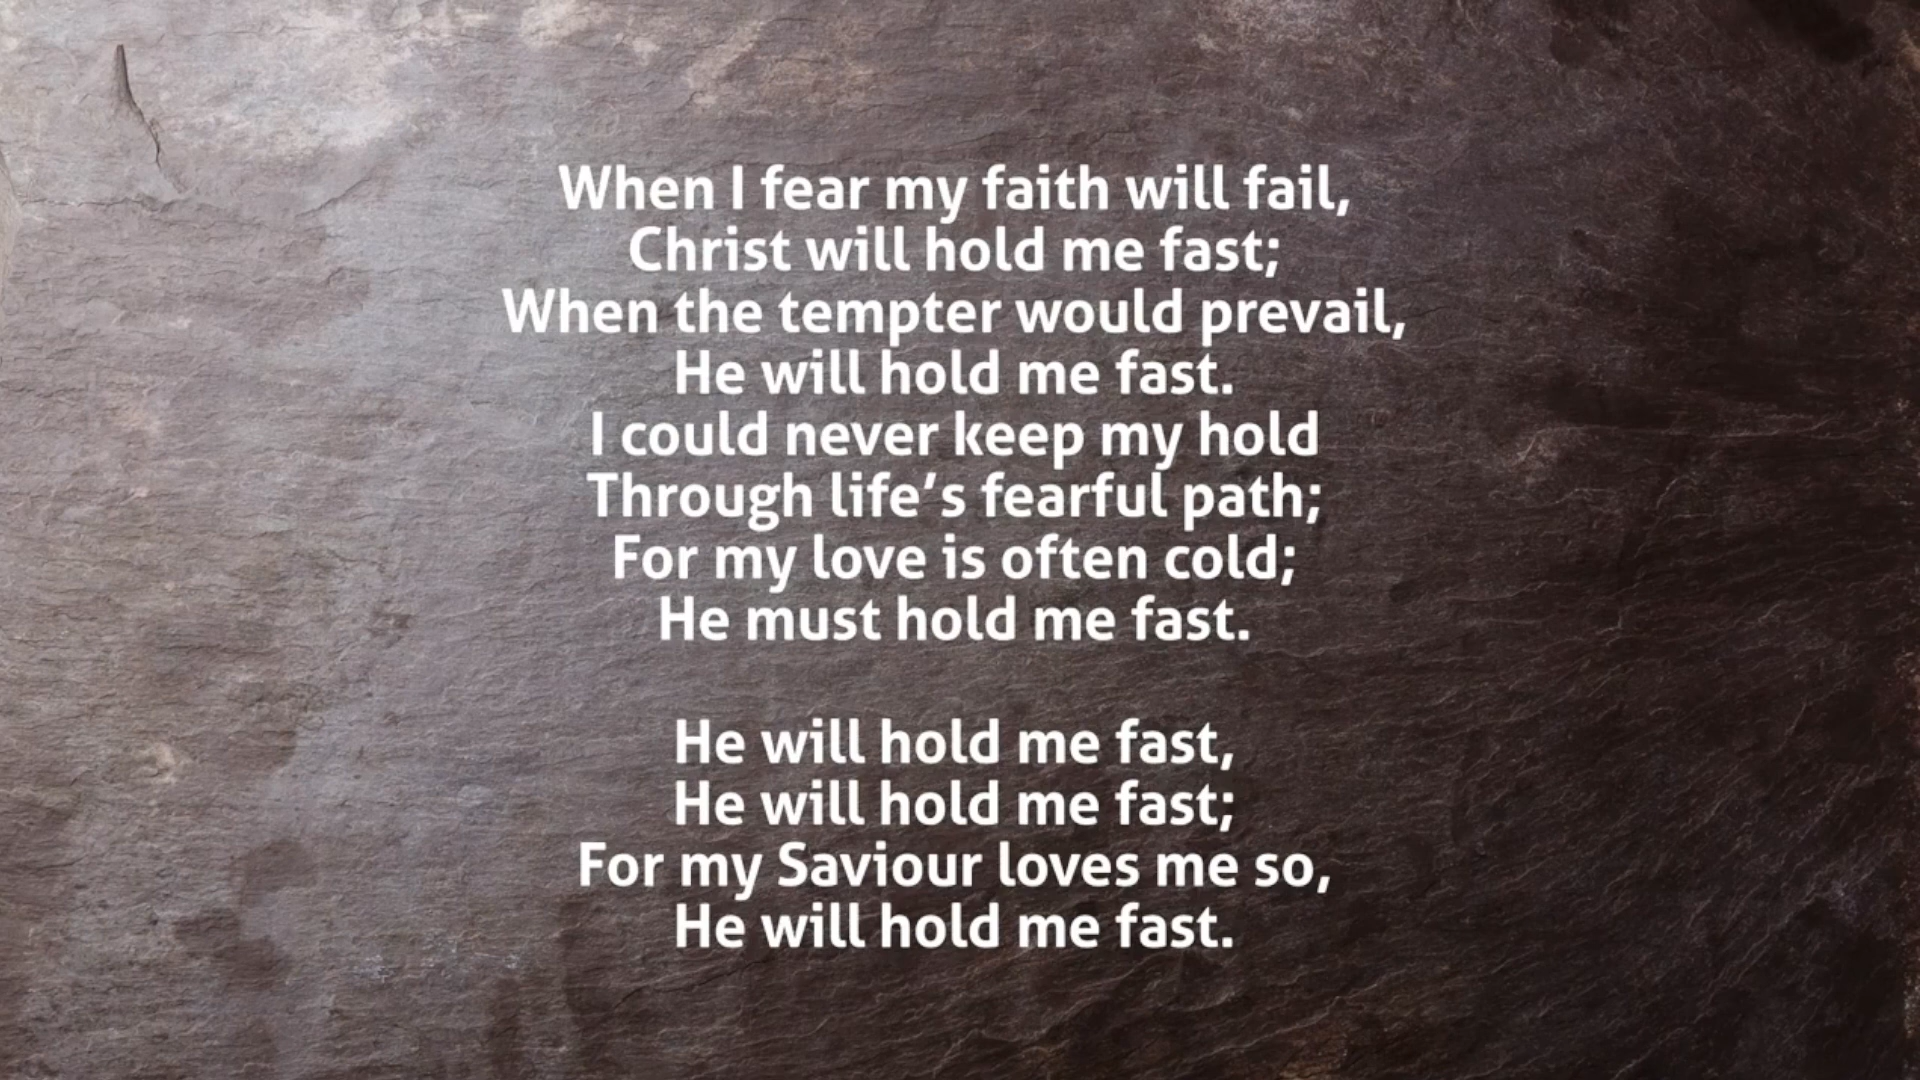 When I fear my faith will fail,
Christ will hold me fast;
When the tempter would prevail,
He will hold me fast.
I could never keep my hold
Through life’s fearful path;
For my love is often cold;
He must hold me fast.
He will hold me fast,
He will hold me fast;
For my Saviour loves me so,
He will hold me fast.